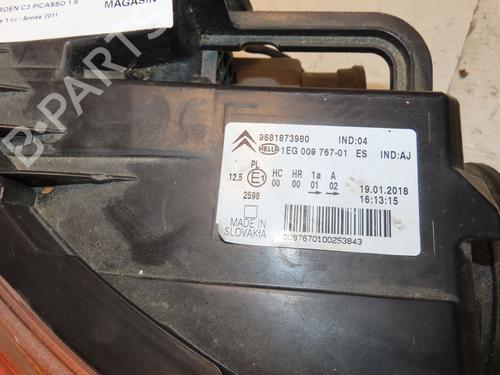 ROEN C3 PICASSO 1.6
MAGASIN
e 1 cc - Année 2011
B-PARTS
9681873980 IND:04
HELLA 1EG 009 767-01 ES IND:AJ
PL HC HR 1a A
12,5 E1 00 00 01 02 19.01.2018
2598 16:13:15
MADE IN
SLOVAKIA
0097670100253843